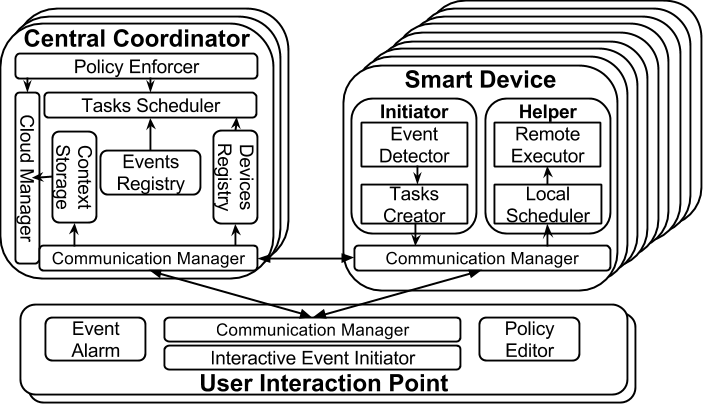 Central Coordinator
Policy Enforcer
Tasks Scheduler
Cloud Manager
Context
Storage
Events
Registry
Devices
Registry
Communication Manager
Smart Device
Initiator
Event
Detector
Tasks
Creator
Helper
Remote
Executor
Local
Scheduler
Communication Manager
Event
Alarm
Communication Manager
Interactive Event Initiator
Policy
Editor
User Interaction Point